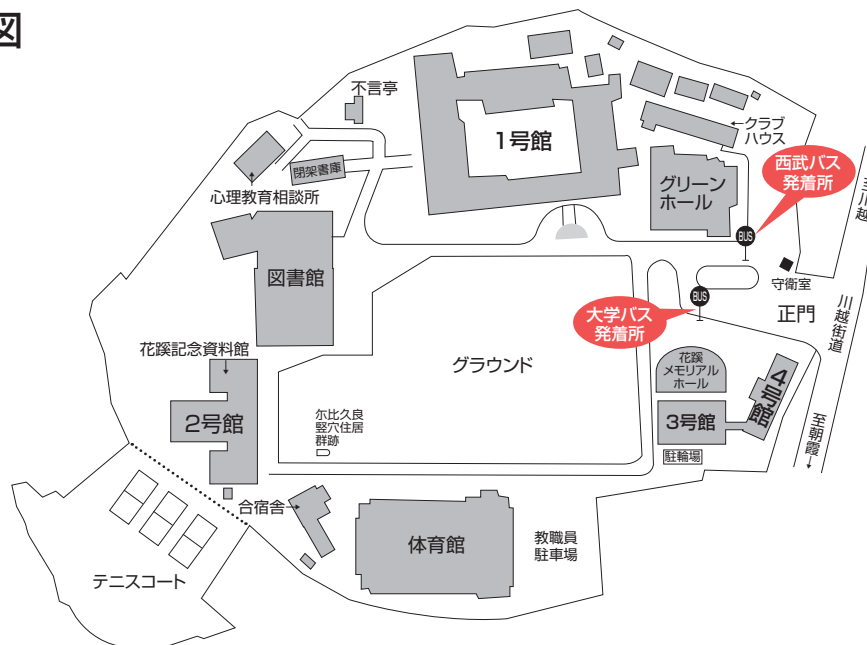 図
不言亭
1号館
クラブ
ハウス
西武バス
発着所
至川越
閉架書庫
心理教育相談所
グリーン
ホール
BUS
図書館
守衛室
BUS
正門
川越街道
大学バス
発着所
花蹊記念資料館
グラウンド
花蹊
メモリアル
ホール
4号館
2号館
尓比久良
竪穴住居
群跡
3号館
至朝霞
駐輪場
合宿舎
体育館
教職員
駐車場
テニスコート